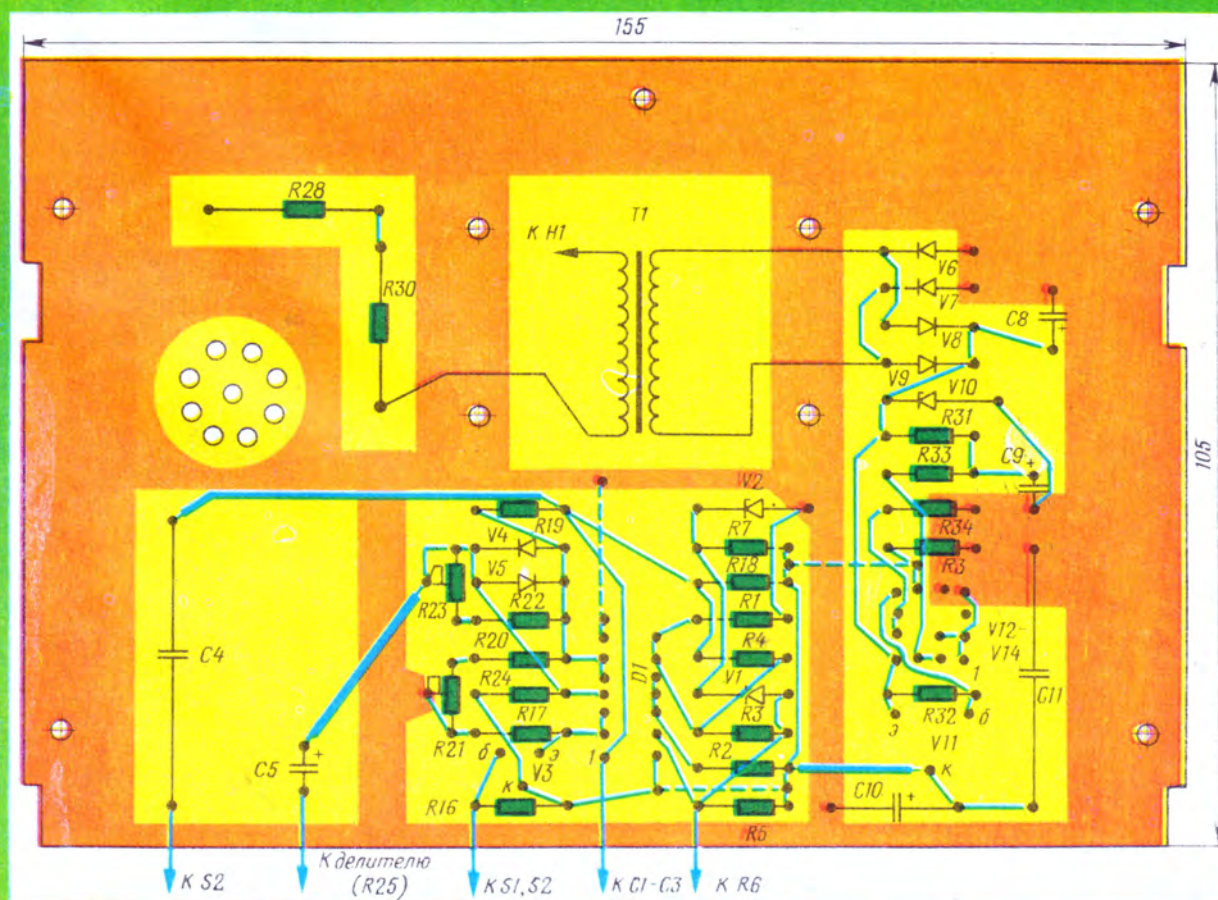 155
105
R28
T1
К Н1
R30
V6
V7
C8
+
V8
V9
V10
R31
R33
C9
+
R34
R3
R19
V4
V5
R23
R22
R20
R24
R17
R21
б
э
V3
к
1
R16
C4
C5
+
V2
R7
R18
R1
R4
D1
V1
R3
R2
R5
V12-
V14
1
R32
э
б
V11
C11
к
C10
+
К S2
К делителю
(R25)
К S1, S2
К C1-C3
К R6